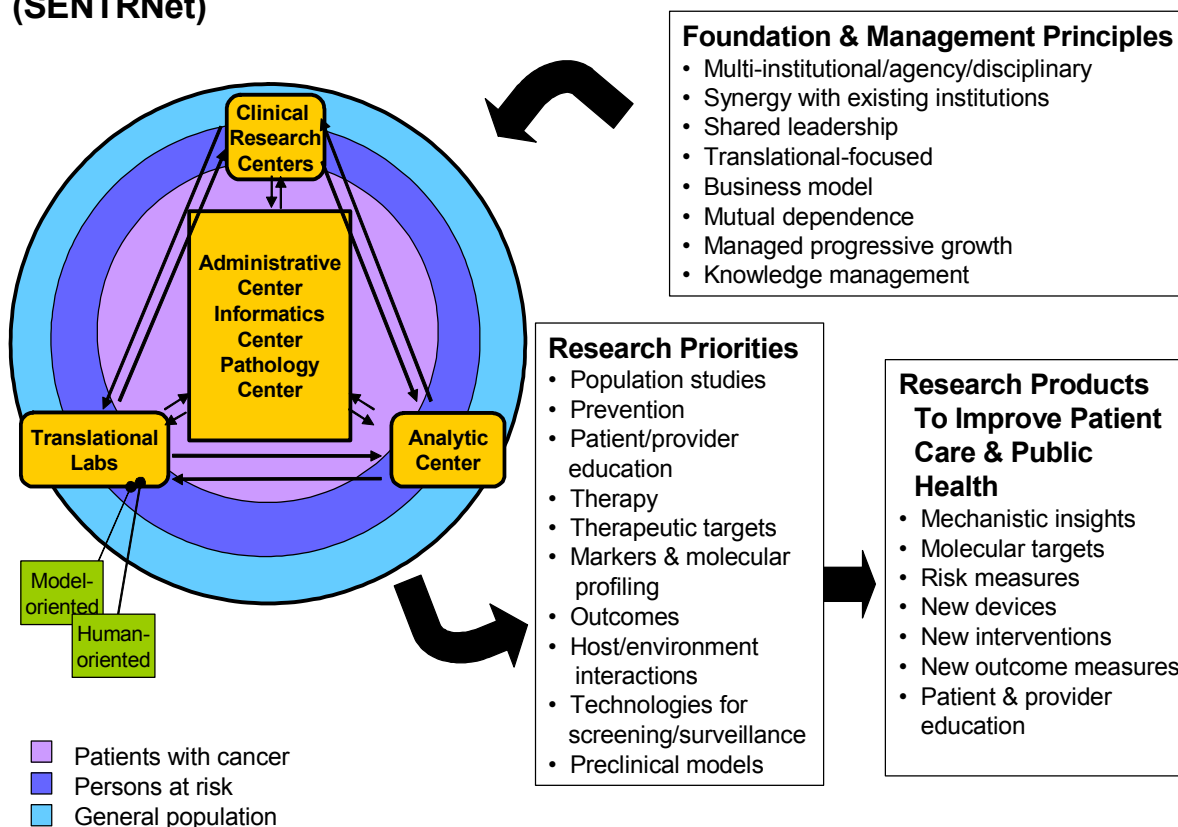 (SENTRNet)
Foundation & Management Principles
• Multi-institutional/agency/disciplinary
• Synergy with existing institutions
• Shared leadership
• Translational-focused
• Business model
• Mutual dependence
• Managed progressive growth
• Knowledge management
Clinical
Research
Centers
Administrative
Center
Informatics
Center
Pathology
Center
Translational
Labs
Analytic
Center
Model-
oriented
Human-
oriented
Research Priorities
• Population studies
• Prevention
• Patient/provider
education
• Therapy
• Therapeutic targets
• Markers & molecular
profiling
• Outcomes
• Host/environment
interactions
• Technologies for
screening/surveillance
• Preclinical models
Research Products
To Improve Patient
Care & Public
Health
• Mechanistic insights
• Molecular targets
• Risk measures
• New devices
• New interventions
• New outcome measures
• Patient & provider
education
Patients with cancer
Persons at risk
General population